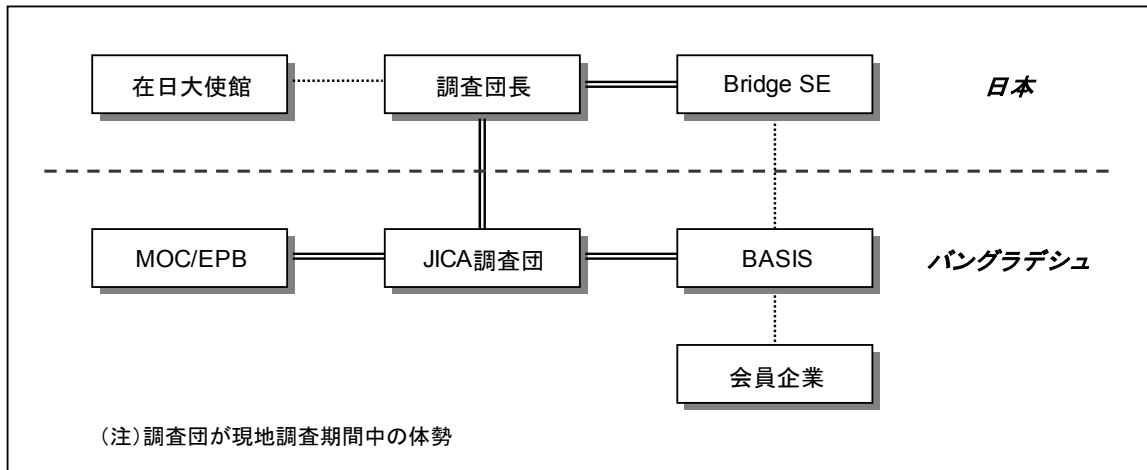 在日大使館
調査団長
Bridge SE
日本
MOC/EPB
JICA調査団
BASIS
バングラデシュ
会員企業
(注)調査団が現地調査期間中の体勢